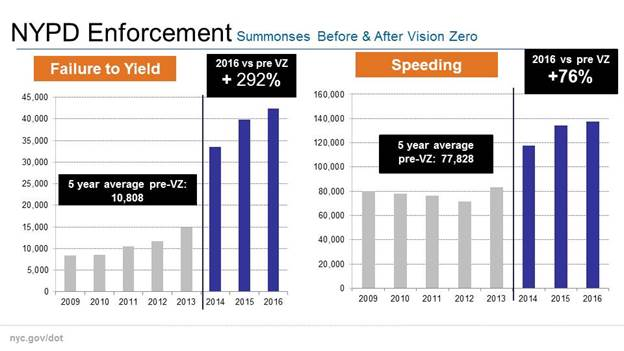 NYPD Enforcement Summonses Before & After Vision Zero
Failure to Yield
2016 vs pre VZ
+ 292%
45,000
40,000
35,000
30,000
25,000
20,000
15,000
10,000
5,000
0
5 year average pre-VZ:
10,808
2009 2010 2011 2012 2013 2014 2015 2016
Speeding
2016 vs pre VZ
+76%
160,000
140,000
120,000
100,000
80,000
60,000
40,000
20,000
0
5 year average
pre-VZ: 77,828
2009 2010 2011 2012 2013 2014 2015 2016
nyc.gov/dot